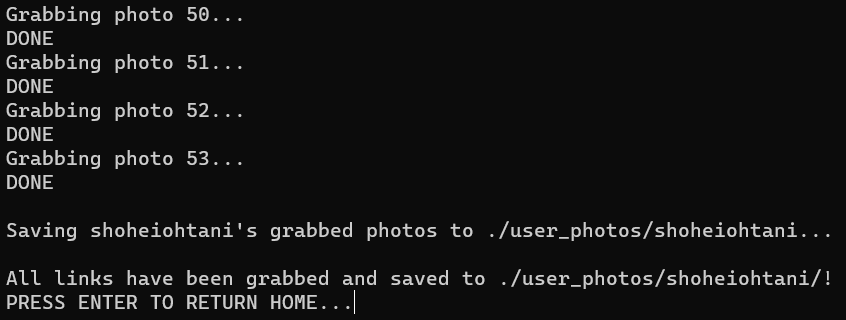 Grabbing photo 50...
DONE
Grabbing photo 51...
DONE
Grabbing photo 52...
DONE
Grabbing photo 53...
DONE
Saving shoheiohtani's grabbed photos to ./user_photos/shoheiohtani...
All links have been grabbed and saved to ./user_photos/shoheiohtani/!
PRESS ENTER TO RETURN HOME...